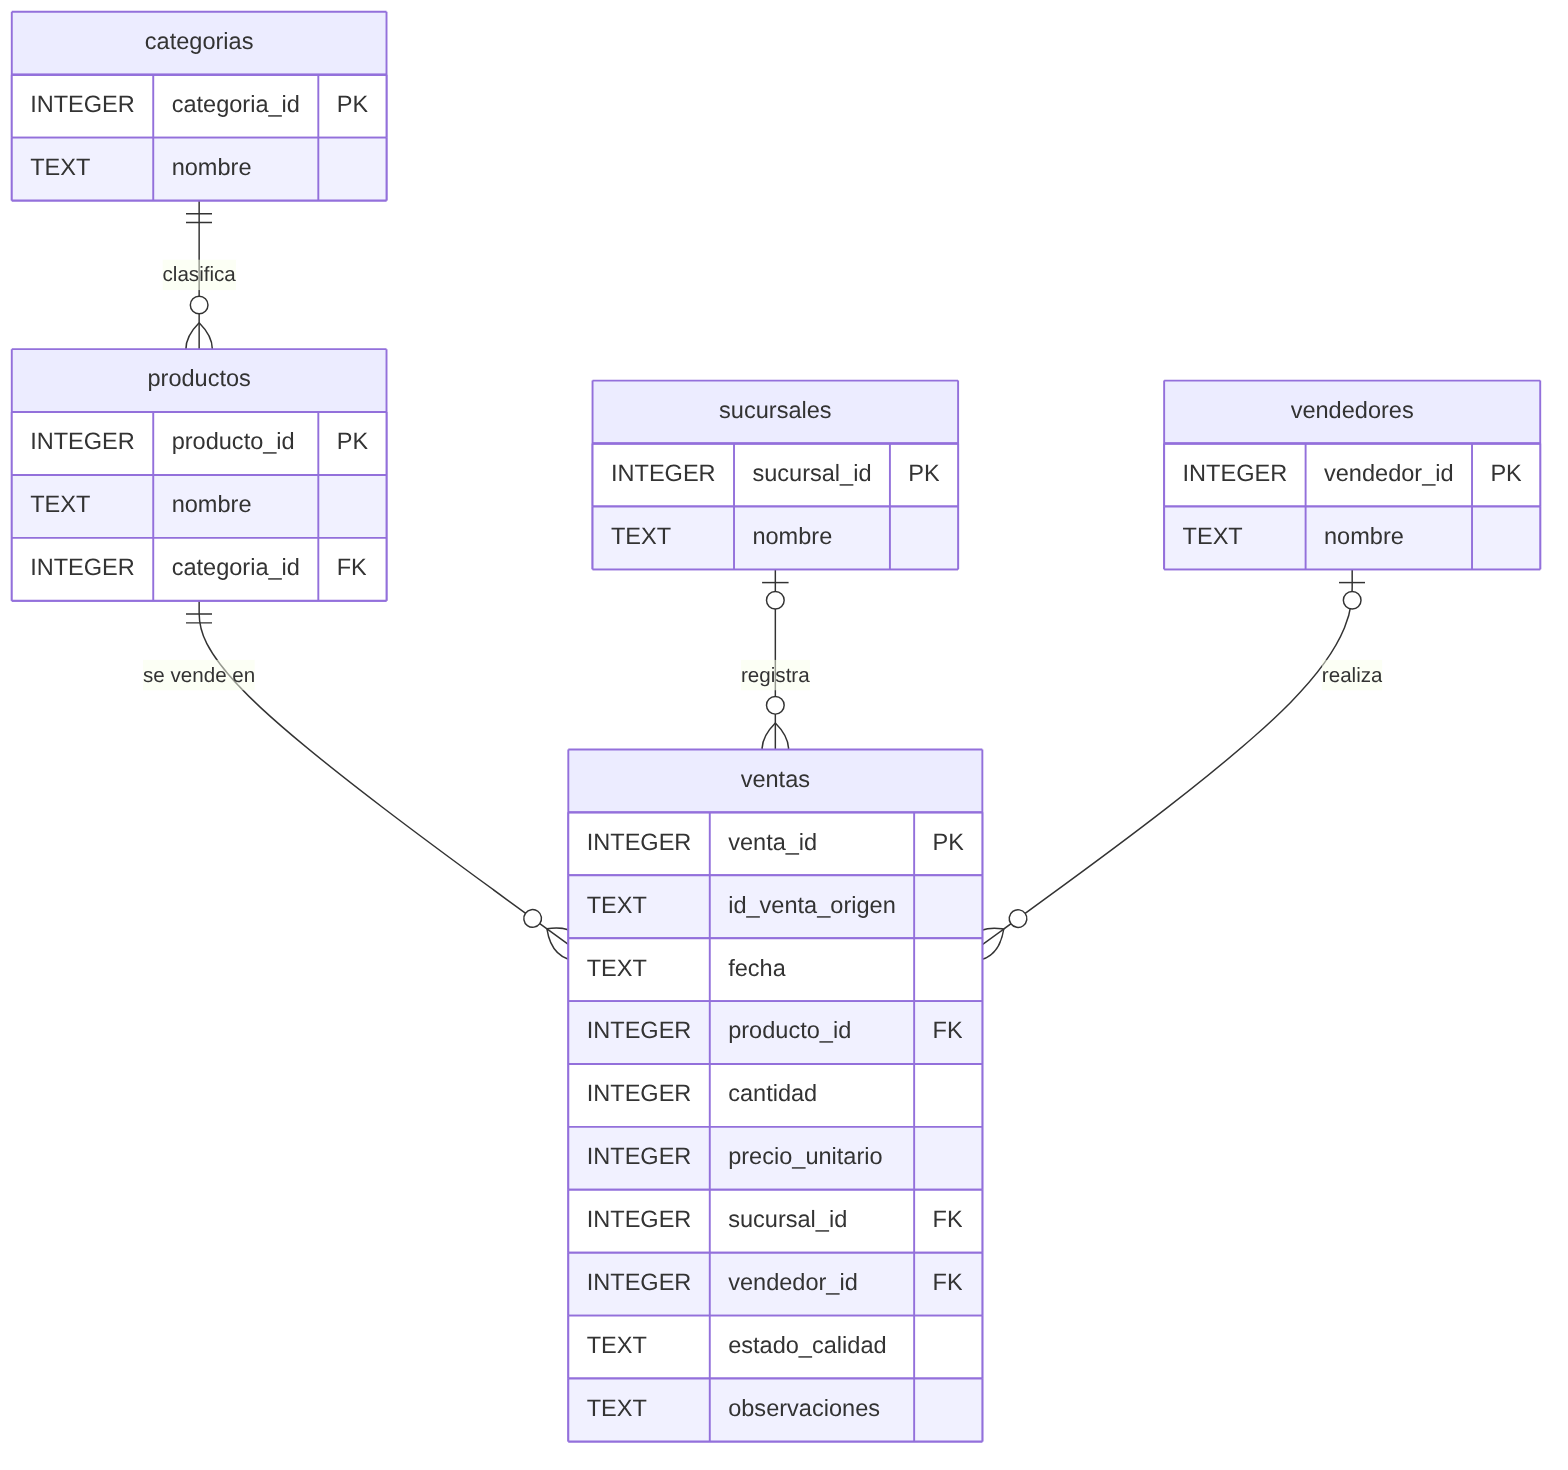 categorias
INTEGER categoria_id PK
TEXT nombre
clasifica
productos
INTEGER producto_id PK
TEXT nombre
INTEGER categoria_id FK
sucursales
INTEGER sucursal_id PK
TEXT nombre
vendedores
INTEGER vendedor_id PK
TEXT nombre
se vende en
registra
realiza
ventas
INTEGER venta_id PK
TEXT id_venta_origen
TEXT fecha
INTEGER producto_id FK
INTEGER cantidad
INTEGER precio_unitario
INTEGER sucursal_id FK
INTEGER vendedor_id FK
TEXT estado_calidad
TEXT observaciones